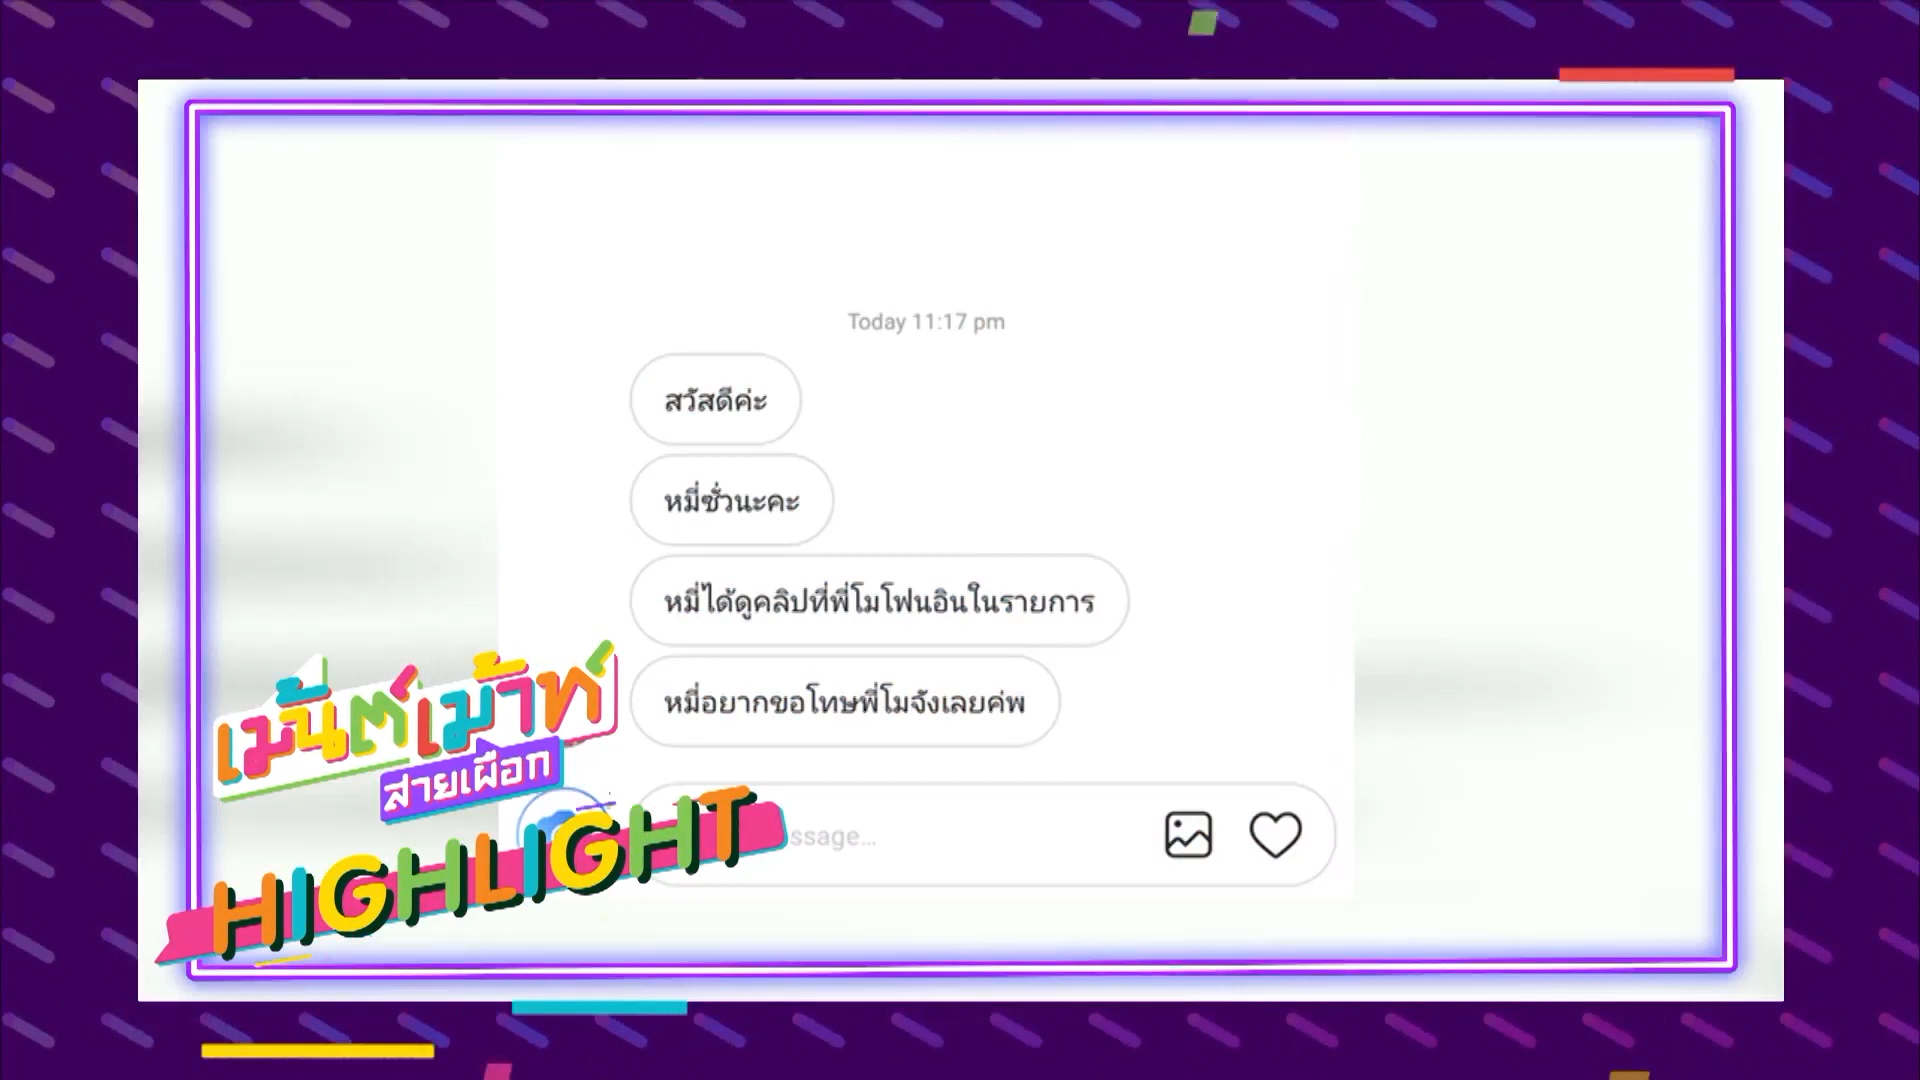 Today 11:17 pm
สวัสดีค่ะ
หมี่ซั่วนะคะ
หมี่ได้ดูคลิปที่พี่โมโฟนอินในรายการ
หมี่อยากขอโทษพี่โมจังเลยค่พ
ssage...
เม้นต์เม้าท์
สายเผือก
HIGHLIGHT